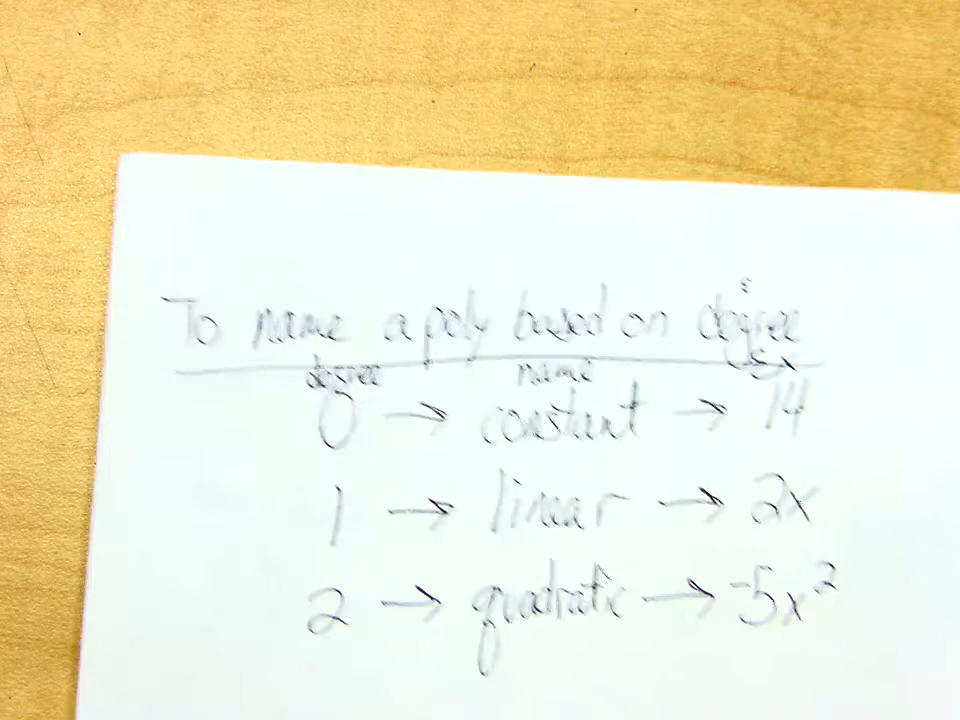 To name a poly based on degree
degree name ex
0 → constant → 14
1 → linear → 2x
2 → quadratic → -5x²